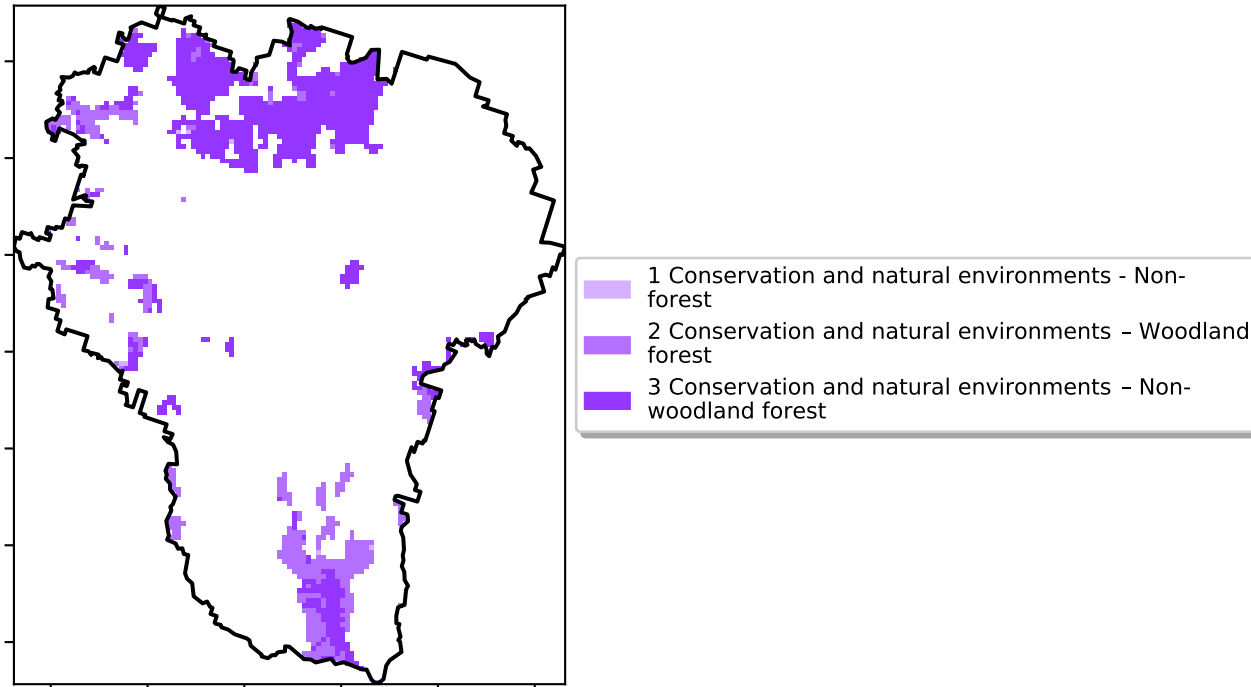 1 Conservation and natural environments - Non-
forest
2 Conservation and natural environments – Woodland
forest
3 Conservation and natural environments – Non-
woodland forest